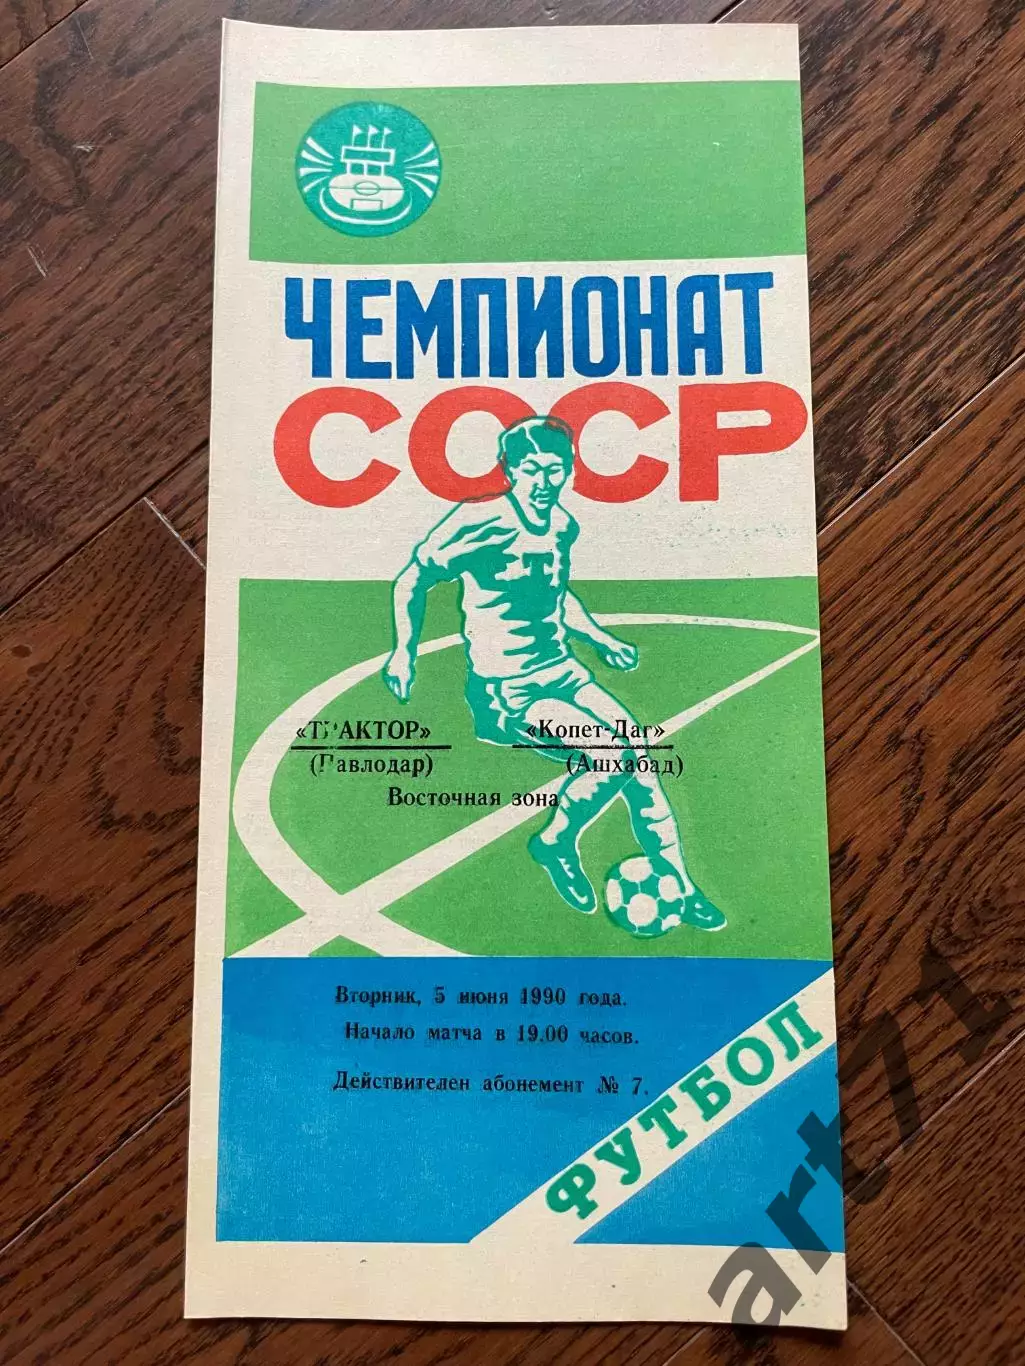 ЧЕМПИОНАТ
СССР
Т
«ТРАКТОР» «Копет-Даг»
(Павлодар) (Ашхабад)
Восточная зона
Вторник, 5 июня 1990 года.
Начало матча в 19.00 часов.
Действителен абонемент № 7.
ФУТБОЛ
art71